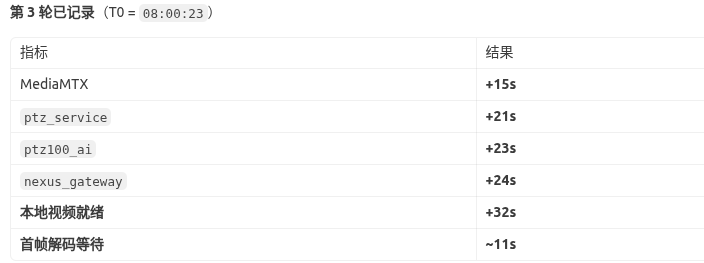 第 3 轮已记录（T0 = 08:00:23）
指标 结果
MediaMTX +15s
ptz_service +21s
ptz100_ai +23s
nexus_gateway +24s
本地视频就绪 +32s
首帧解码等待 ~11s